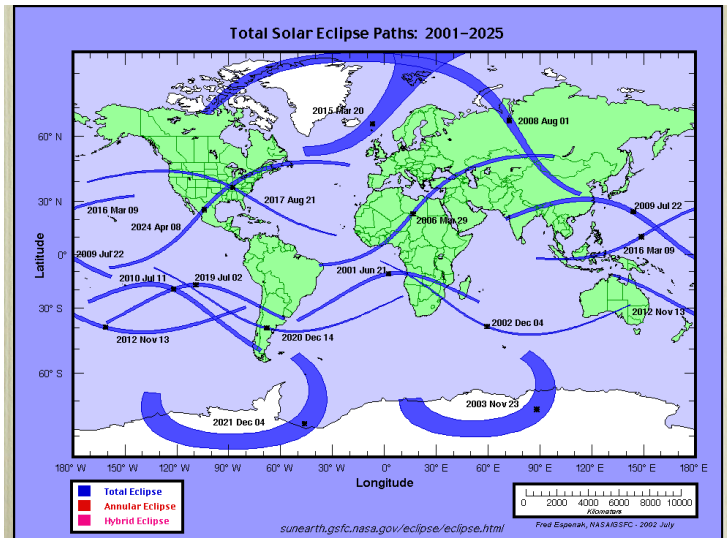 Total Solar Eclipse Paths: 2001–2025
2015 Mar 20
2008 Aug 01
60° N
2017 Aug 21
2009 Jul 22
2016 Mar 09
30° N
2024 Apr 08
2006 Mar 29
2016 Mar 09
Latitude
0°
2009 Jul 22
2010 Jul 11
2019 Jul 02
2001 Jun 21
30° S
2012 Nov 13
2020 Dec 14
2002 Dec 04
2012 Nov 13
60° S
2021 Dec 04
2003 Nov 23
180° W
150° W
120° W
90° W
60° W
30° W
0°
30° E
60° E
90° E
120° E
150° E
180 E
Longitude
Total Eclipse
Annular Eclipse
Hybrid Eclipse
0 2000 4000 6000 8000 10000
Kilometers
sunearth.gsfc.nasa.gov/eclipse/eclipse.html
Fred Espenak, NASA/GSFC - 2002 July